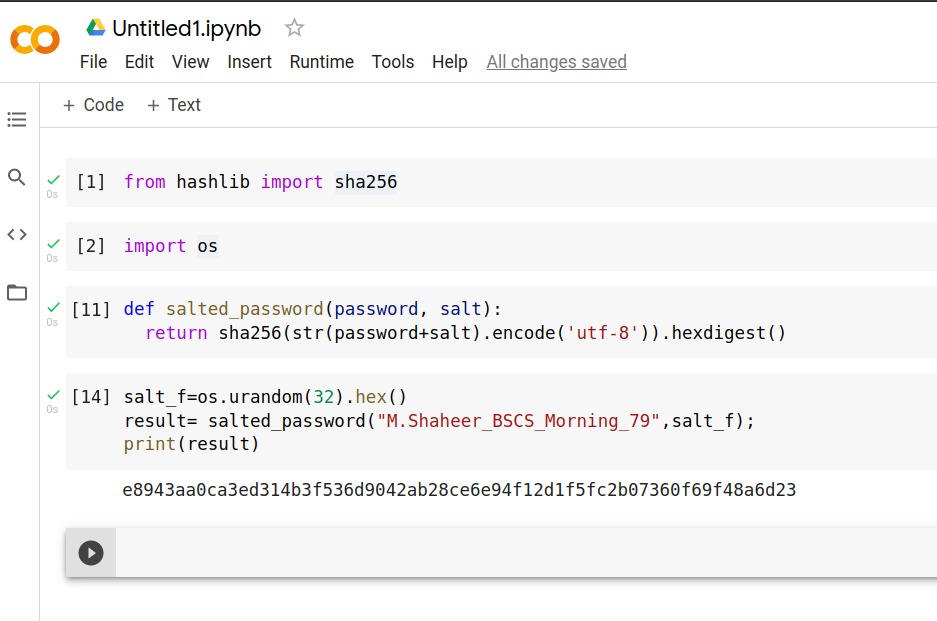 Untitled1.ipynb
File Edit View Insert Runtime Tools Help All changes saved
+ Code + Text
[1] from hashlib import sha256
0s
[2] import os
0s
[11] def salted_password(password, salt):
0s
return sha256(str(password+salt).encode('utf-8')).hexdigest()
[14] salt_f=os.urandom(32).hex()
0s
result= salted_password("M.Shaheer_BSCS_Morning_79",salt_f);
print(result)
e8943aa0ca3ed314b3f536d9042ab28ce6e94f12d1f5fc2b07360f69f48a6d23